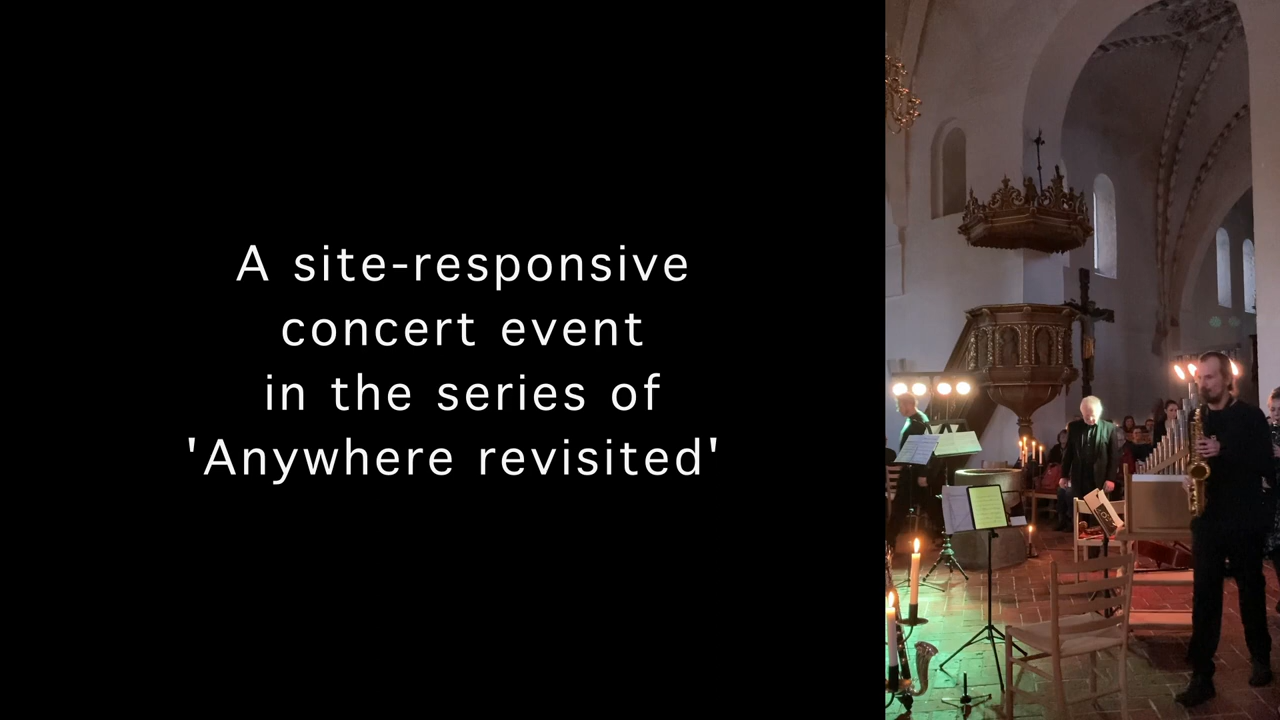 A site-responsive
concert event
in the series of
'Anywhere revisited'